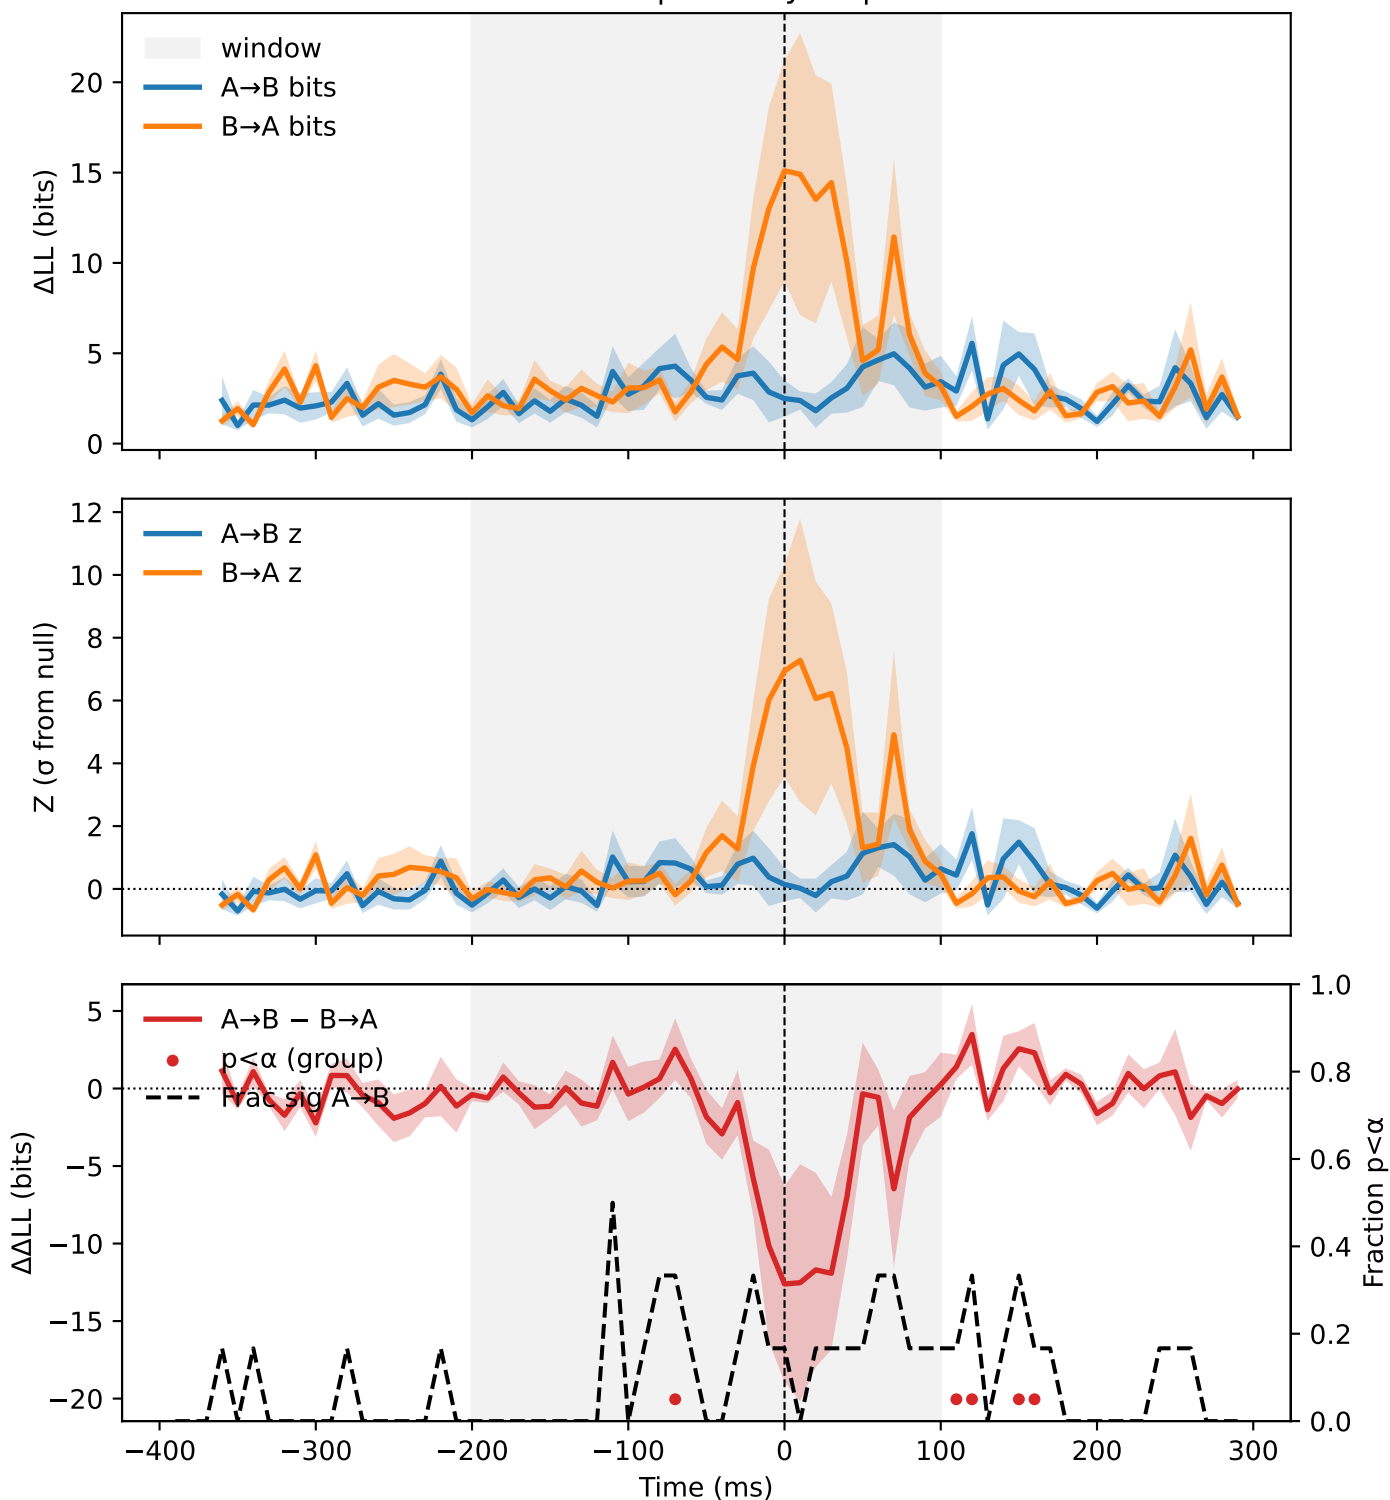 window
A→B bits
B→A bits
ΔLL (bits)
20
15
10
5
0
A→B z
B→A z
Z (σ from null)
12
10
8
6
4
2
0
A→B − B→A
p<α (group)
Frac sig A→B
ΔΔLL (bits)
5
0
−5
−10
−15
−20
1.0
0.8
0.6
0.4
0.2
0.0
Fraction p<α
−400 −300 −200 −100 0 100 200 300
Time (ms)